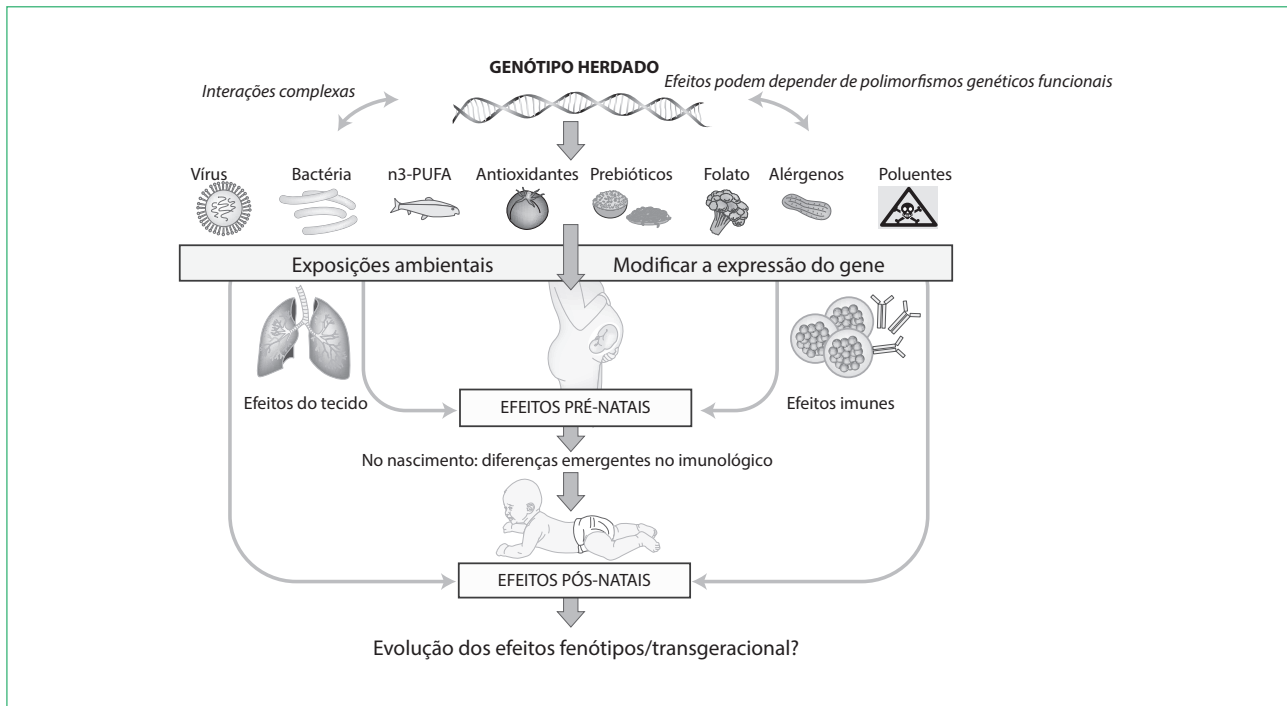 GENÓTIPO HERDADO
Interações complexas
Efeitos podem depender de polimorfismos genéticos funcionais
Vírus
Bactéria
n3-PUFA
Antioxidantes
Prebióticos
Folato
Alérgenos
Poluentes
Exposições ambientais
Modificar a expressão do gene
Efeitos do tecido
EFEITOS PRÉ-NATAIS
Efeitos imunes
No nascimento: diferenças emergentes no imunológico
EFEITOS PÓS-NATAIS
Evolução dos efeitos fenótipos/transgeracional?